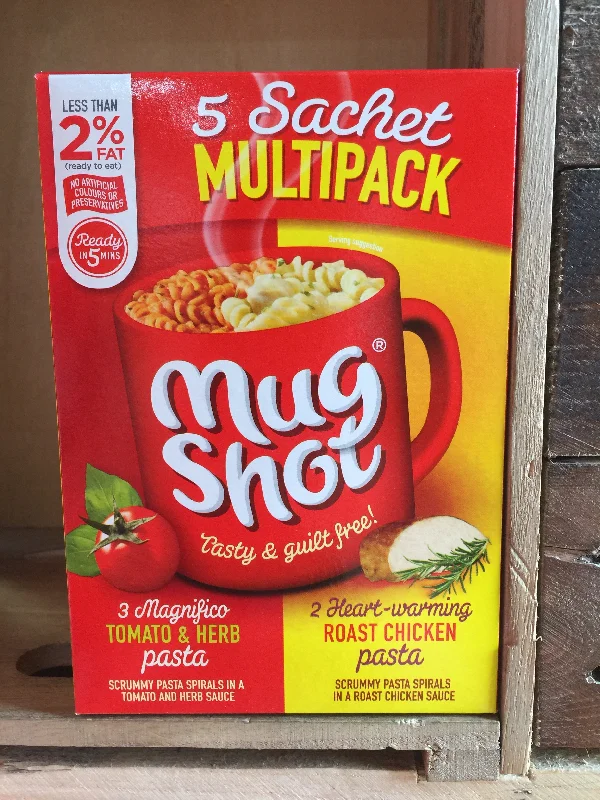 LESS THAN
2%
FAT
(ready to eat)
NO ARTIFICIAL
COLOURS OR
PRESERVATIVES
Ready
IN 5 MINS
5 Sachet
MULTIPACK
Serving suggestion
Mug
Shot®
Tasty & guilt free!
3 Magnifico
TOMATO & HERB
pasta
SCRUMMY PASTA SPIRALS IN A
TOMATO AND HERB SAUCE
2 Heart-warming
ROAST CHICKEN
pasta
SCRUMMY PASTA SPIRALS
IN A ROAST CHICKEN SAUCE